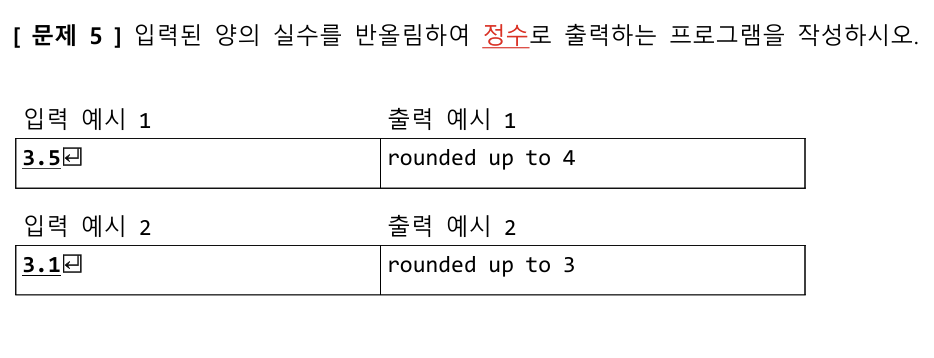 [ 문제 5 ] 입력된 양의 실수를 반올림하여 정수로 출력하는 프로그램을 작성하시오.
입력 예시 1 출력 예시 1
3.5↵ rounded up to 4
입력 예시 2 출력 예시 2
3.1↵ rounded up to 3